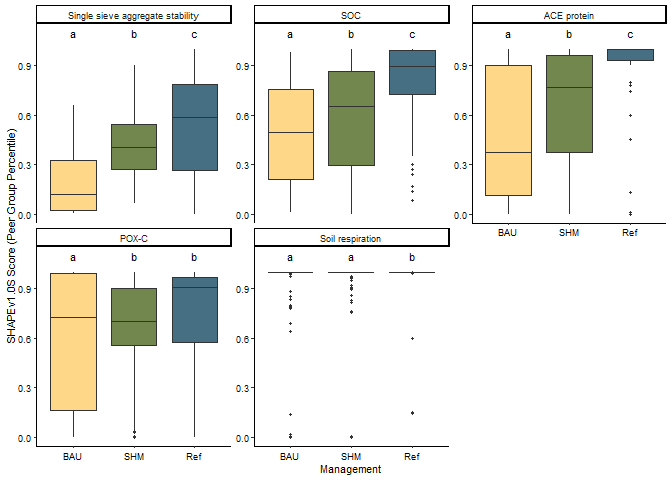 Single sieve aggregate stability
SOC
ACE protein
a b c
a b c
a b c
0.9
0.6
0.3
0.0
0.9
0.6
0.3
0.0
0.9
0.6
0.3
0.0
BAU SHM Ref
POX-C
Soil respiration
a b b
a a b
0.9
0.6
0.3
0.0
0.9
0.6
0.3
0.0
BAU SHM Ref
BAU SHM Ref
SHAPEv1.0S Score (Peer Group Percentile)
Management